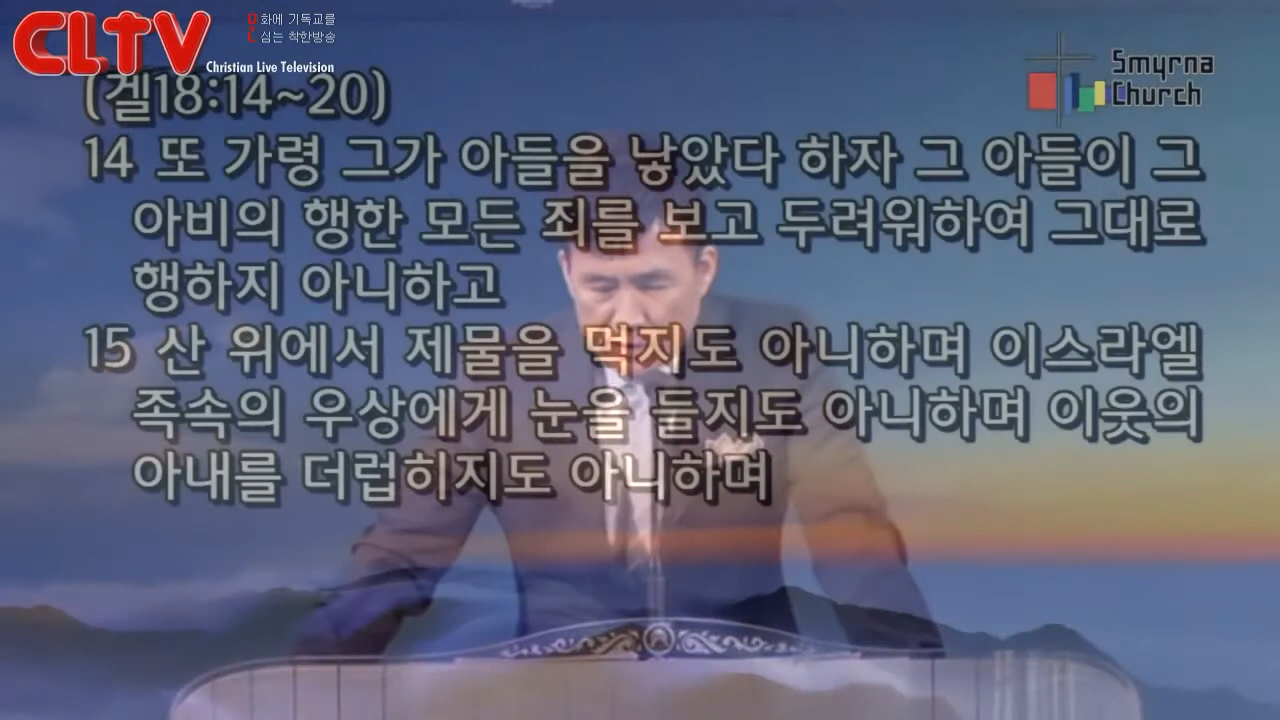 CLTV
문화에 기독교를
심는 착한방송
Christian Live Television
Smyrna
Church
(겔18:14~20)
14 또 가령 그가 아들을 낳았다 하자 그 아들이 그
아비의 행한 모든 죄를 보고 두려워하여 그대로
행하지 아니하고
15 산 위에서 제물을 먹지도 아니하며 이스라엘
족속의 우상에게 눈을 들지도 아니하며 이웃의
아내를 더럽히지도 아니하며